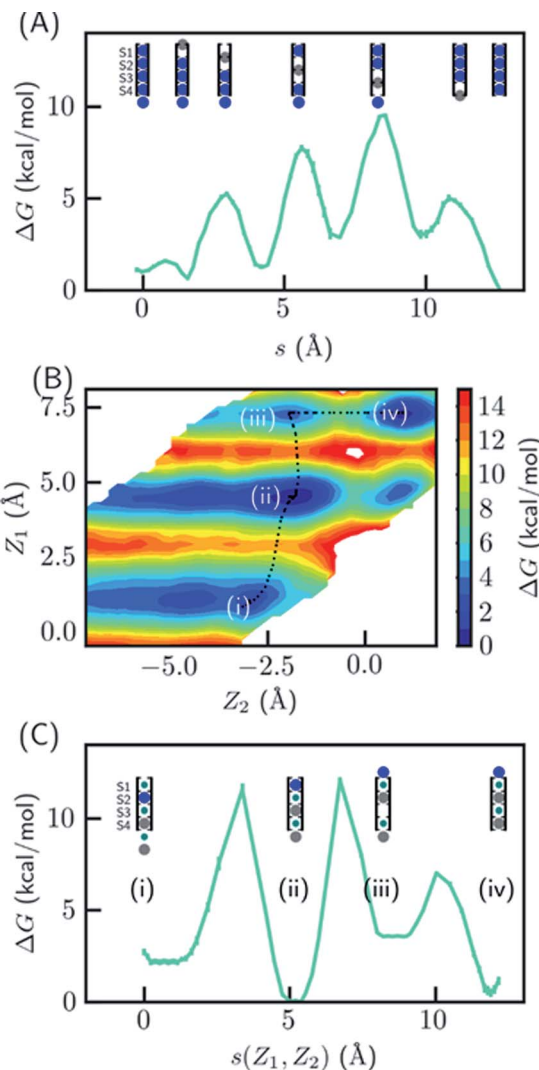 (A)
S1
S2
S3
S4
10
5
0
ΔG (kcal/mol)
0 5 10
s (Å)
(B)
7.5
5.0
2.5
0.0
Z₁ (Å)
(iii) (iv)
(ii)
(i)
−5.0 −2.5 0.0
Z₂ (Å)
14
12
10
8
6
4
2
0
ΔG (kcal/mol)
(C)
S1
S2
S3
S4
10
5
0
ΔG (kcal/mol)
(i) (ii) (iii) (iv)
0 5 10
s(Z₁, Z₂) (Å)